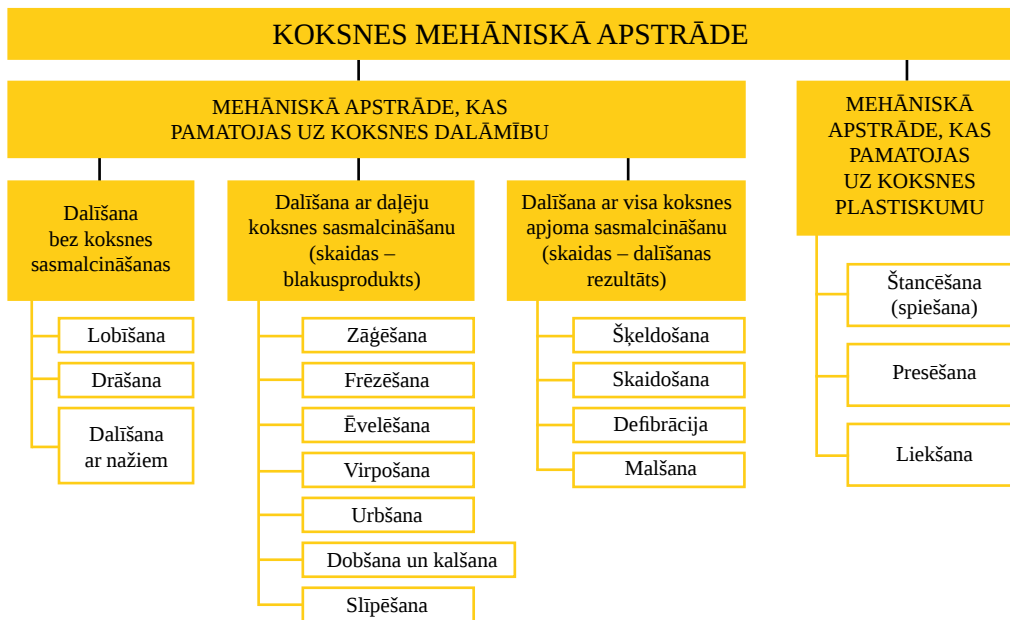 KOKSNES MEHĀNISKĀ APSTRĀDE
MEHĀNISKĀ APSTRĀDE, KAS
PAMATOJAS UZ KOKSNES DALĀMĪBU
Dalīšana
bez koksnes
sasmalcināšanas
Lobīšana
Drāšana
Dalīšana
ar nažiem
Dalīšana ar daļēju
koksnes sasmalcināšanu
(skaidas –
blakusprodukts)
Zāģēšana
Frēzēšana
Ēvelēšana
Virpošana
Urbšana
Dobšana un kalšana
Slīpēšana
Dalīšana ar visa koksnes
apjoma sasmalcināšanu
(skaidas – dalīšanas
rezultāts)
Šķeldošana
Skaidošana
Defibrācija
Malšana
MEHĀNISKĀ
APSTRĀDE, KAS
PAMATOJAS
UZ KOKSNES
PLASTISKUMU
Štancēšana
(spiešana)
Presēšana
Liekšana